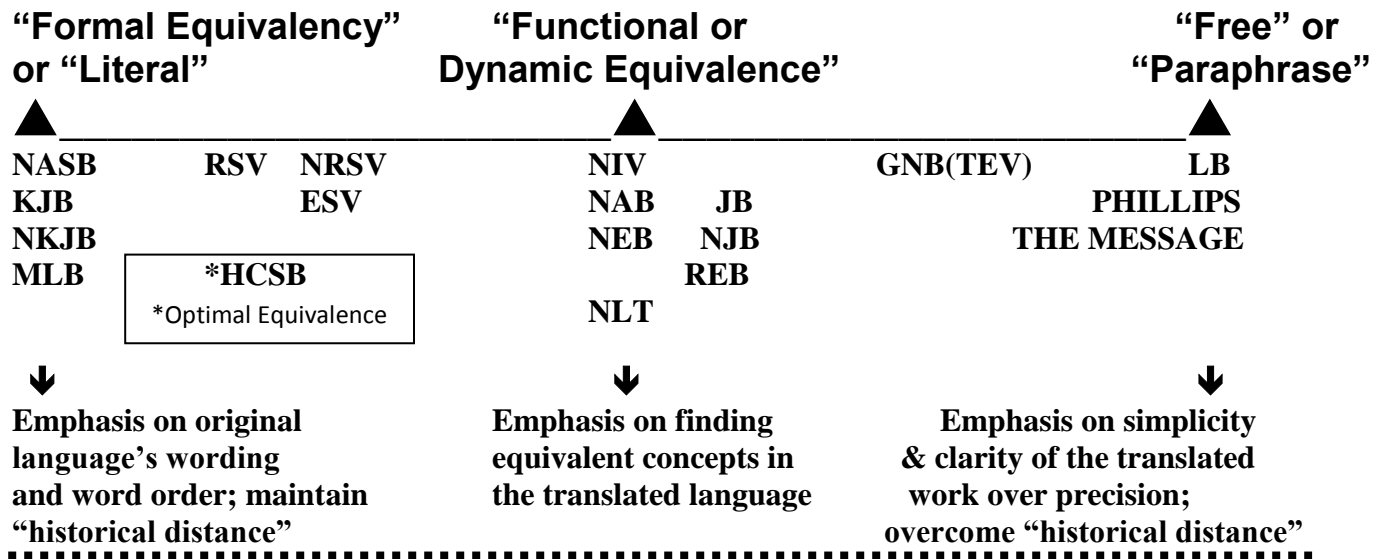 “Formal Equivalency” “Functional or “Free” or
or “Literal” Dynamic Equivalence” “Paraphrase”
NASB RSV NRSV NIV GNB(TEV) LB
KJB ESV NAB JB PHILLIPS
NKJB NEB NJB THE MESSAGE
MLB *HCSB REB
*Optimal Equivalence NLT
Emphasis on original Emphasis on finding Emphasis on simplicity
language’s wording equivalent concepts in & clarity of the translated
and word order; maintain the translated language work over precision;
“historical distance” overcome “historical distance”